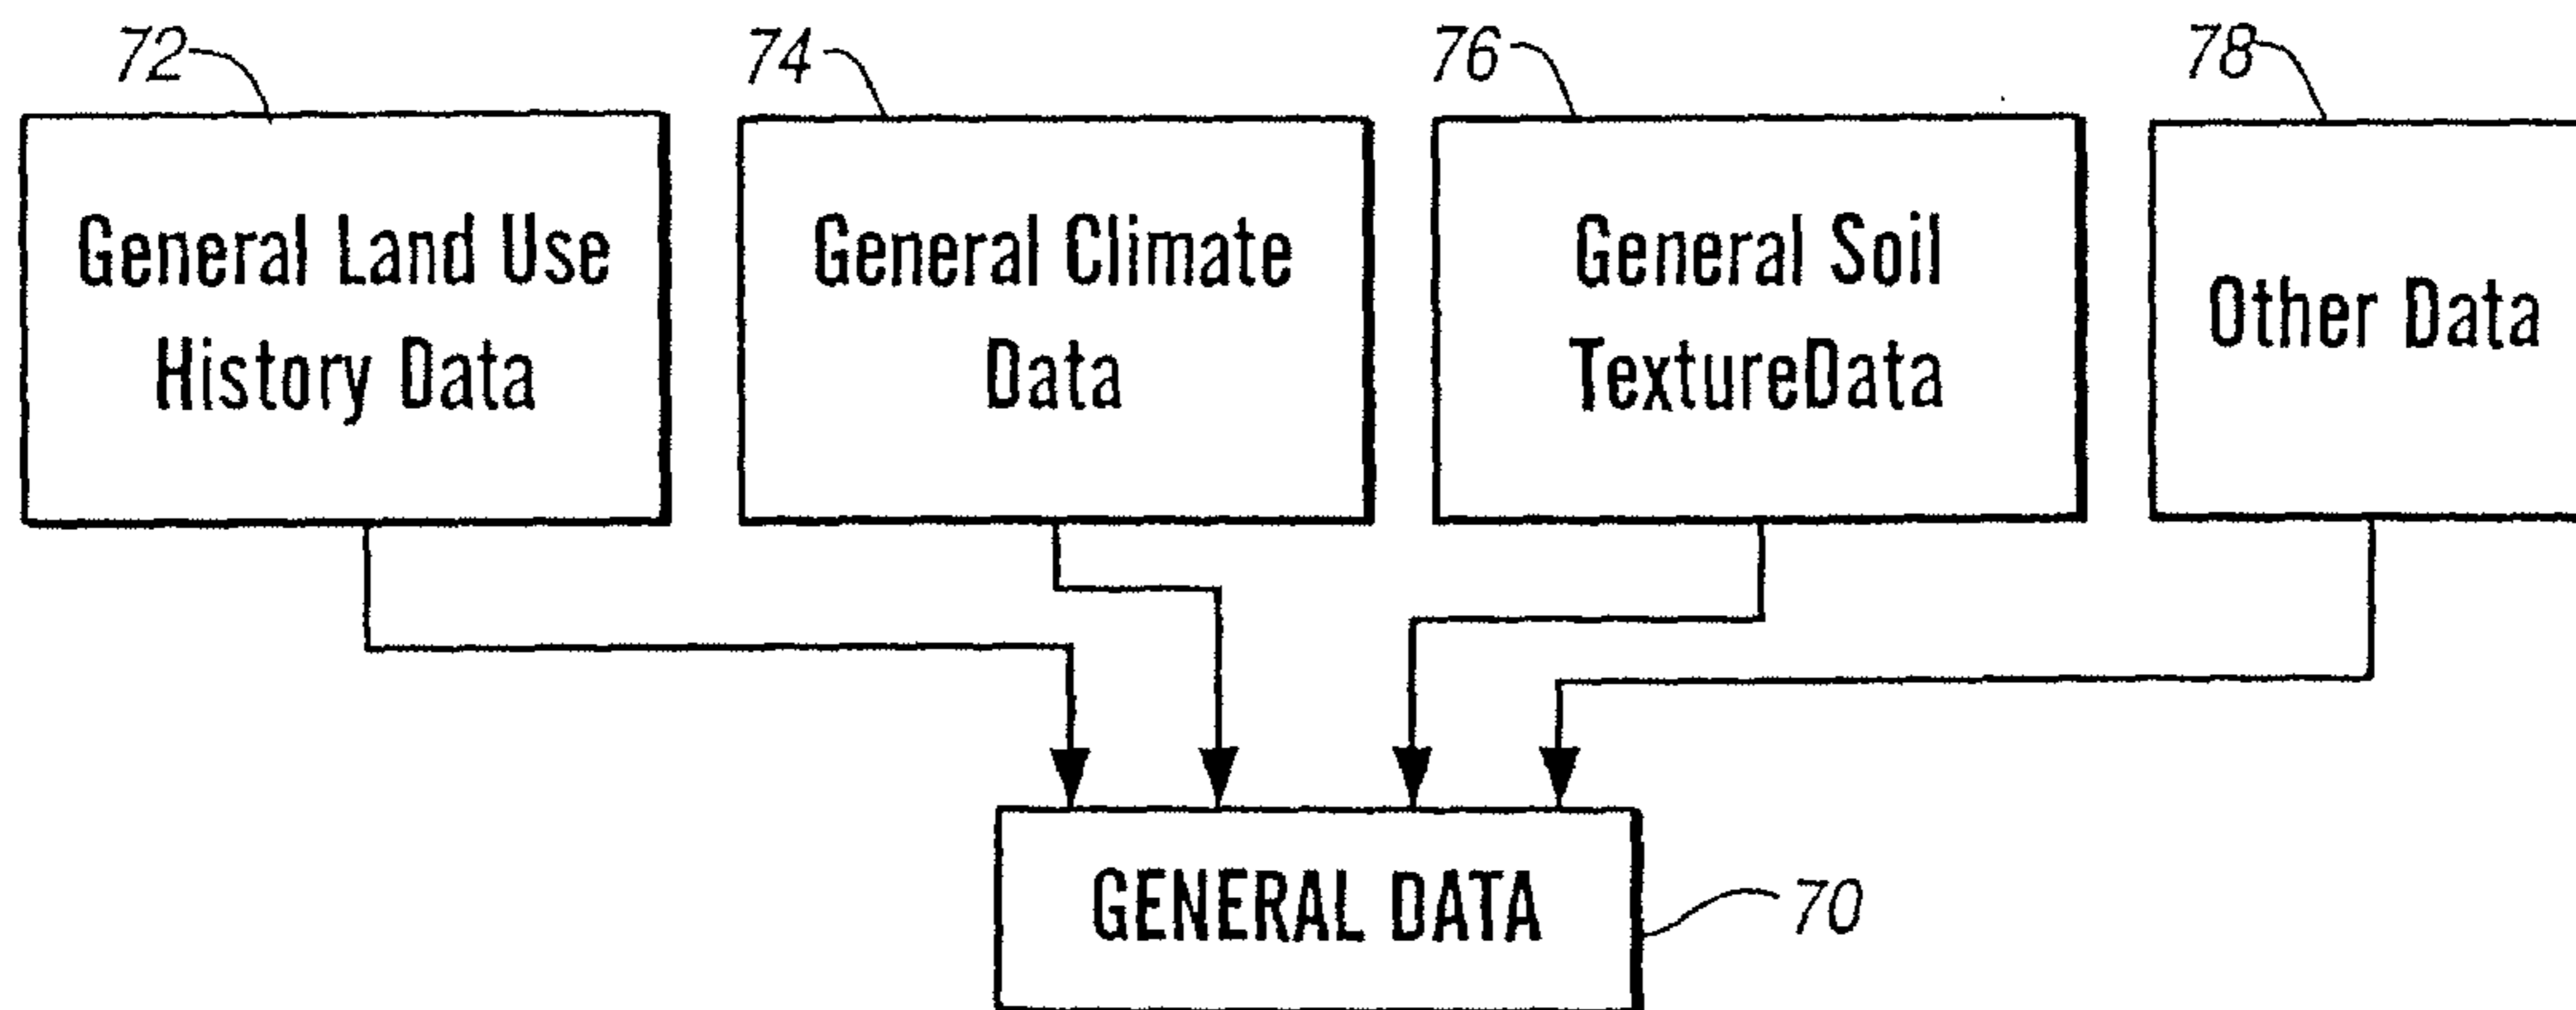 72
74
76
78
General Land Use
History Data
General Climate
Data
General Soil
TextureData
Other Data
GENERAL DATA
70